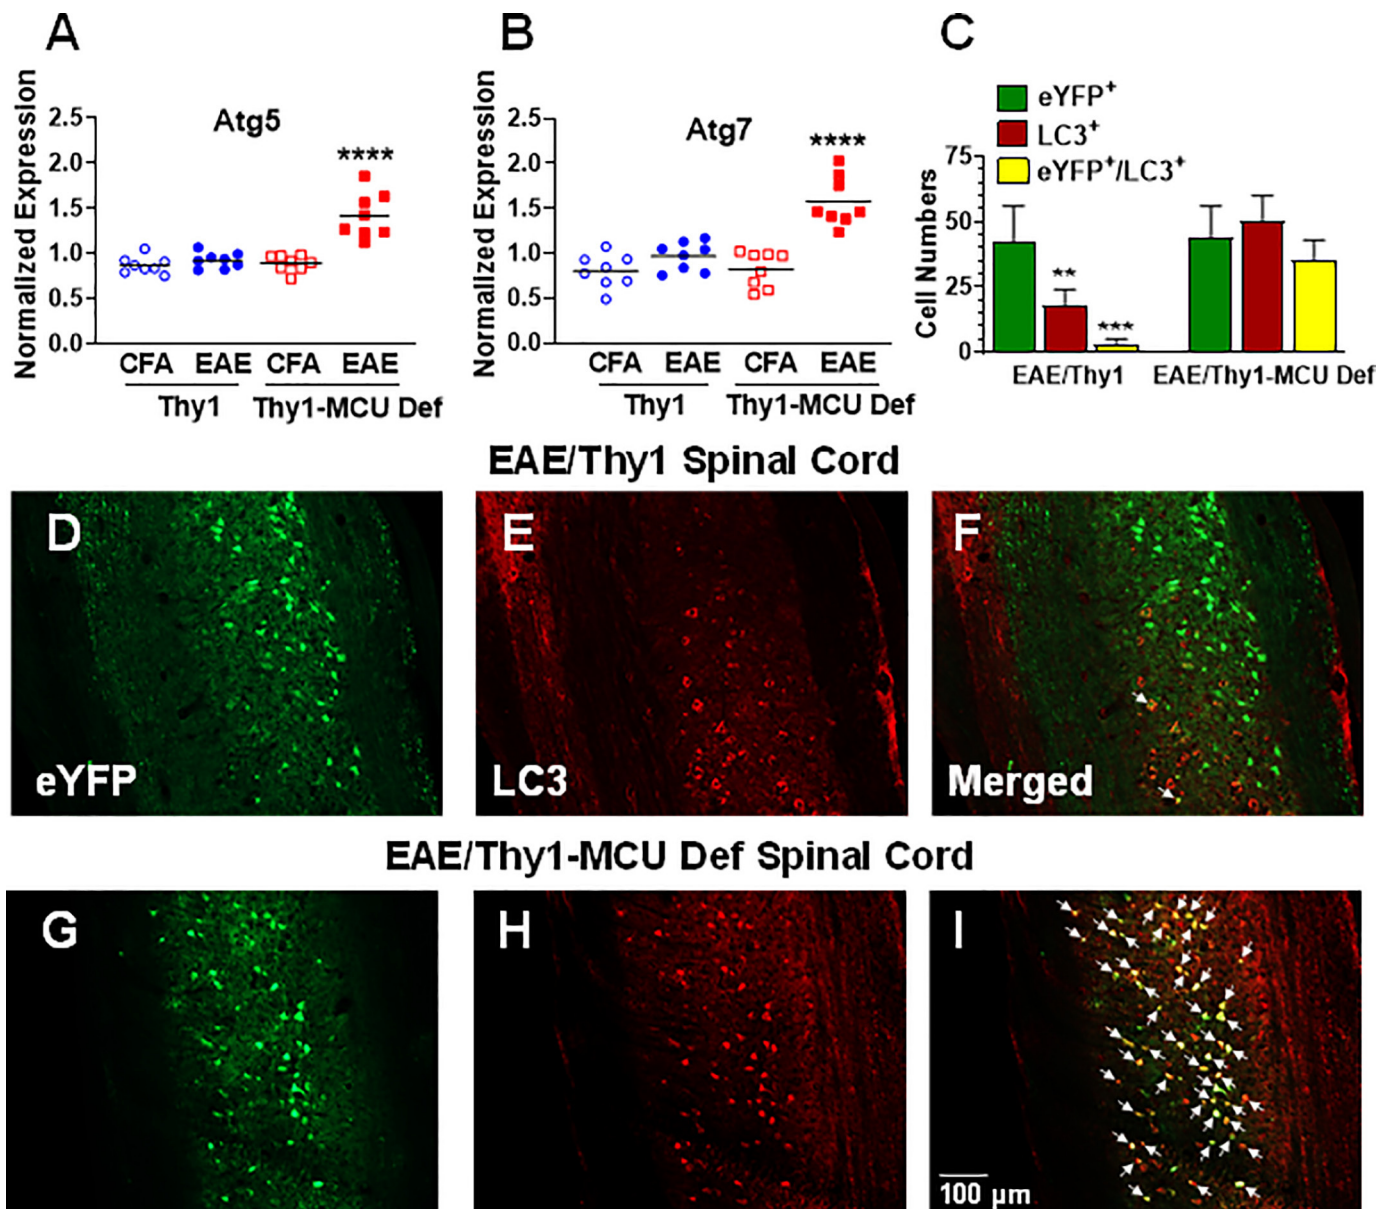 A
B
C
Normalized Expression
Atg5
2.5
2.0
1.5
1.0
0.5
0.0
****
CFA EAE CFA EAE
Thy1 Thy1-MCU Def
Normalized Expression
Atg7
2.5
2.0
1.5
1.0
0.5
0.0
****
CFA EAE CFA EAE
Thy1 Thy1-MCU Def
eYFP+
LC3+
eYFP+/LC3+
Cell Numbers
75
50
25
0
**
***
EAE/Thy1 EAE/Thy1-MCU Def
EAE/Thy1 Spinal Cord
D
E
F
eYFP
LC3
Merged
EAE/Thy1-MCU Def Spinal Cord
G
H
I
100 µm